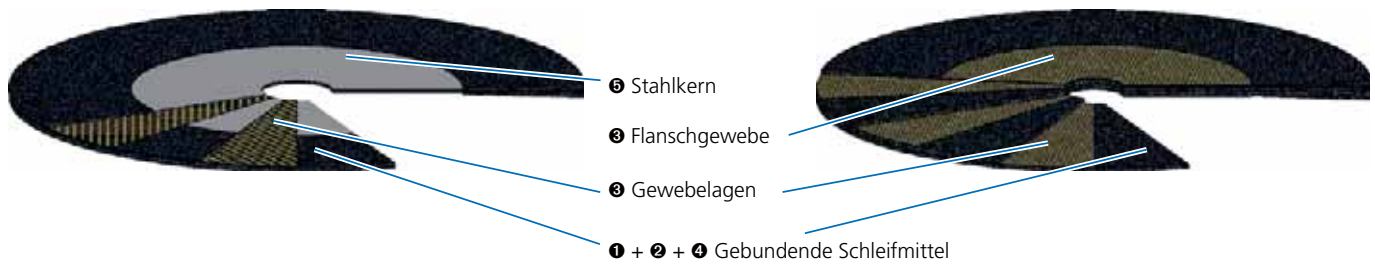 ❺ Stahlkern
❸ Flanschgewebe
❸ Gewebelagen
❶ + ❷ + ❹ Gebundende Schleifmittel